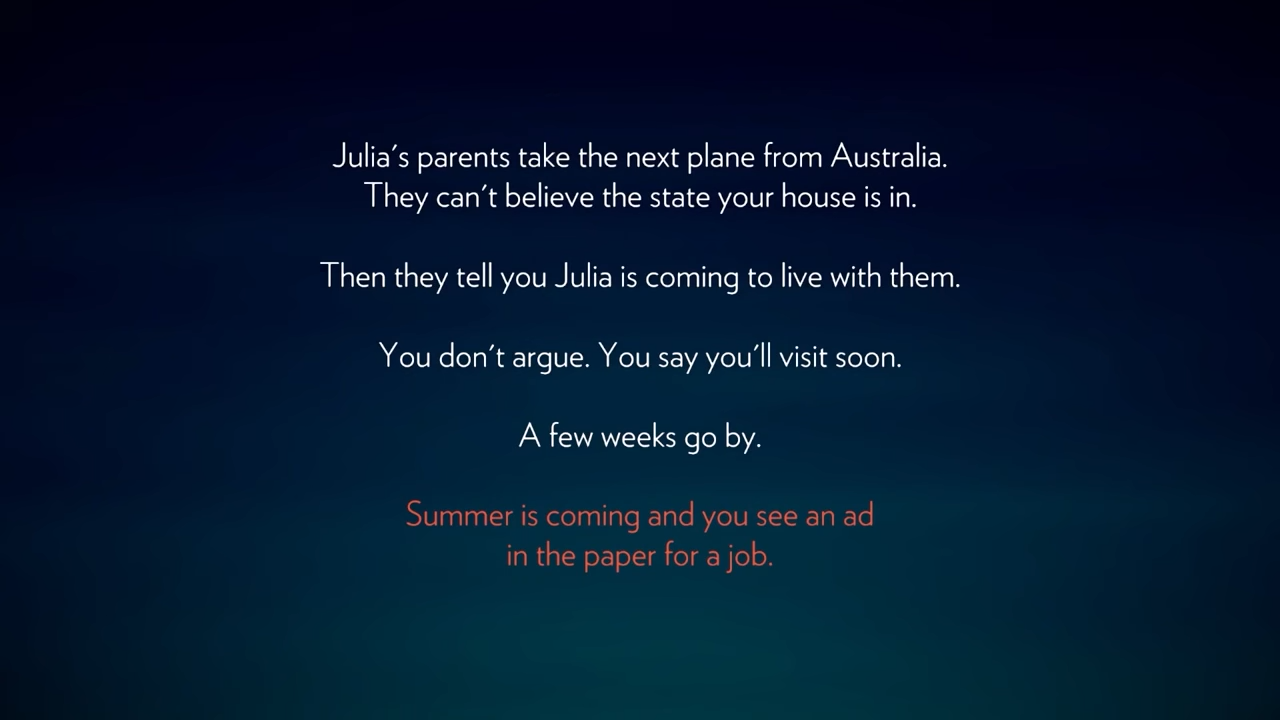 Julia's parents take the next plane from Australia.
They can't believe the state your house is in.
Then they tell you Julia is coming to live with them.
You don't argue. You say you'll visit soon.
A few weeks go by.
Summer is coming and you see an ad
in the paper for a job.